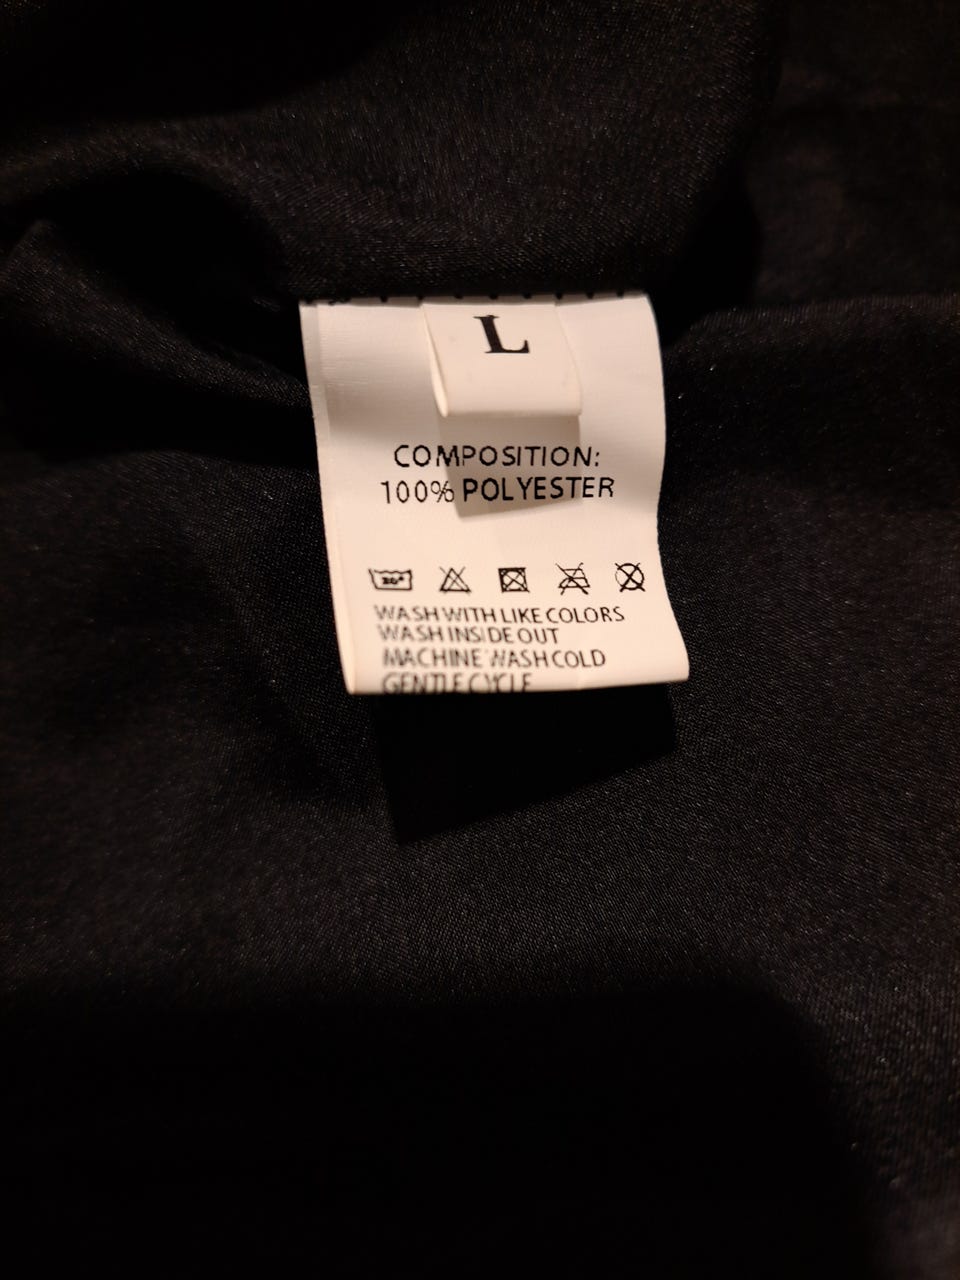 L
COMPOSITION:
100% POLYESTER
30°
WASH WITH LIKE COLORS
WASH INSIDE OUT
MACHINE WASH COLD
GENTLE CYCLE